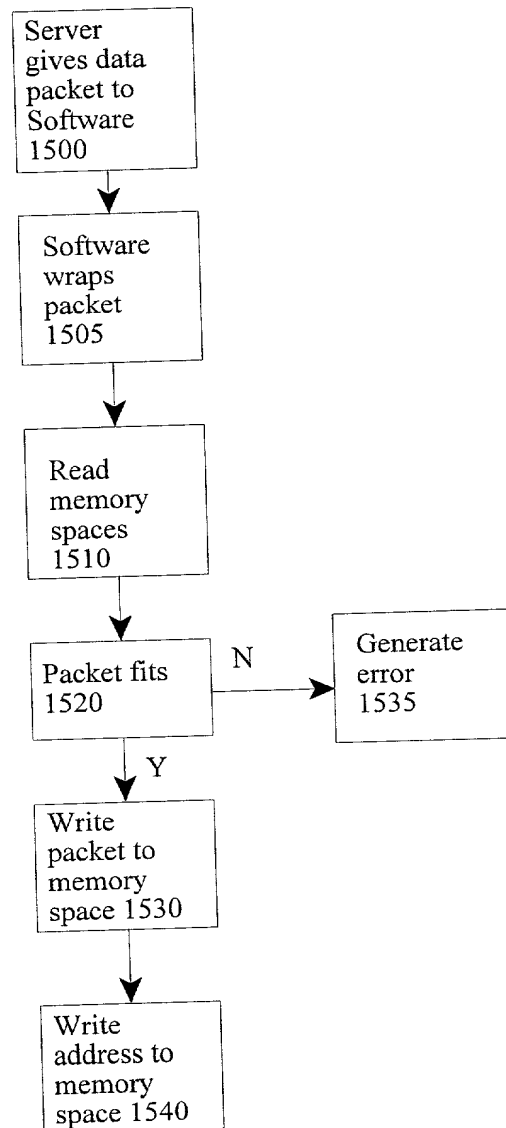 Server
gives data
packet to
Software
1500
Software
wraps
packet
1505
Read
memory
spaces
1510
Packet fits
1520
N
Generate
error
1535
Y
Write
packet to
memory
space 1530
Write
address to
memory
space 1540